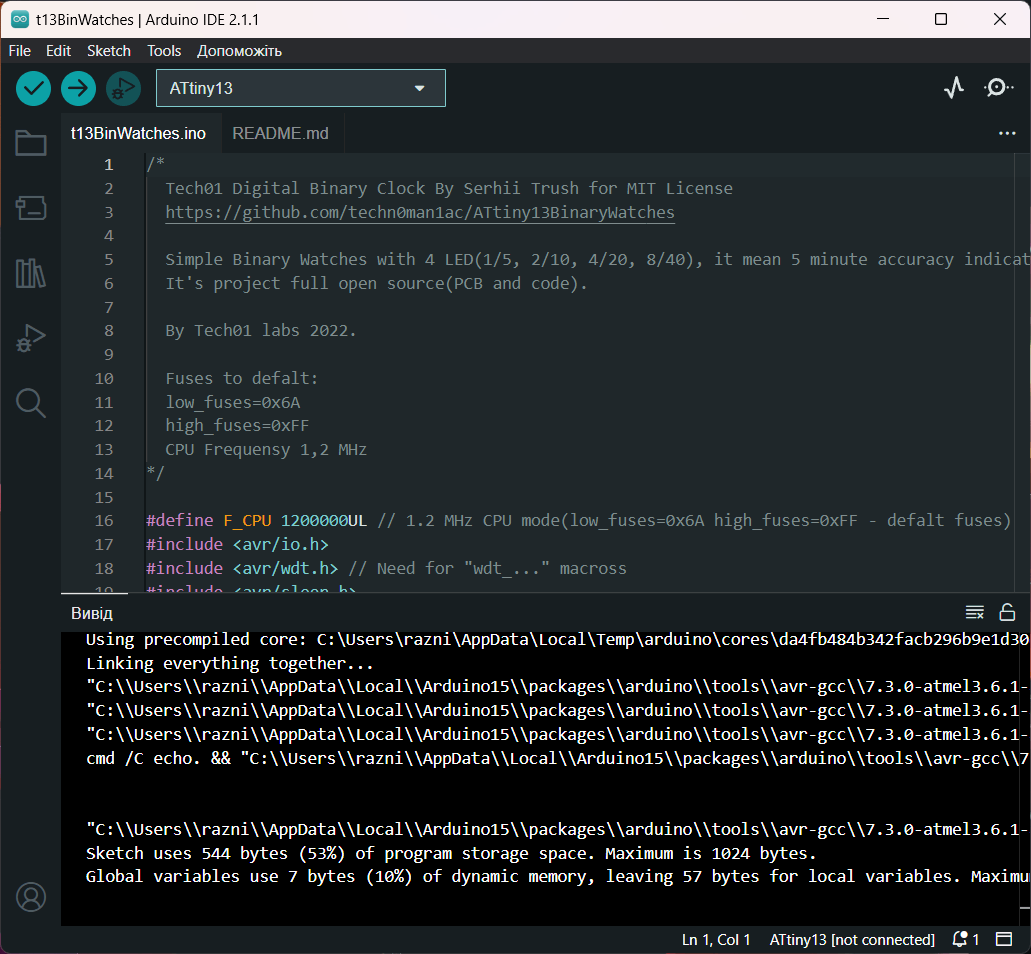 t13BinWatches | Arduino IDE 2.1.1
File Edit Sketch Tools Допоможіть
ATtiny13
t13BinWatches.ino README.md
1 /*
2 Tech01 Digital Binary Clock By Serhii Trush for MIT License
3 https://github.com/techn0man1ac/ATtiny13BinaryWatches
4
5 Simple Binary Watches with 4 LED(1/5, 2/10, 4/20, 8/40), it mean 5 minute accuracy indicat
6 It's project full open source(PCB and code).
7
8 By Tech01 labs 2022.
9
10 Fuses to defalt:
11 low_fuses=0x6A
12 high_fuses=0xFF
13 CPU Frequensy 1,2 MHz
14 */
15
16 #define F_CPU 1200000UL // 1.2 MHz CPU mode(low_fuses=0x6A high_fuses=0xFF - defalt fuses)
17 #include <avr/io.h>
18 #include <avr/wdt.h> // Need for "wdt_..." macross
19 #include <avr/sleep.h>
Вивід
Using precompiled core: C:\Users\razni\AppData\Local\Temp\arduino\cores\da4fb484b342facb296b9e1d30
Linking everything together...
"C:\\Users\\razni\\AppData\\Local\\Arduino15\\packages\\arduino\\tools\\avr-gcc\\7.3.0-atmel3.6.1-
"C:\\Users\\razni\\AppData\\Local\\Arduino15\\packages\\arduino\\tools\\avr-gcc\\7.3.0-atmel3.6.1-
"C:\\Users\\razni\\AppData\\Local\\Arduino15\\packages\\arduino\\tools\\avr-gcc\\7.3.0-atmel3.6.1-
cmd /C echo. && "C:\\Users\\razni\\AppData\\Local\\Arduino15\\packages\\arduino\\tools\\avr-gcc\\7
"C:\\Users\\razni\\AppData\\Local\\Arduino15\\packages\\arduino\\tools\\avr-gcc\\7.3.0-atmel3.6.1-
Sketch uses 544 bytes (53%) of program storage space. Maximum is 1024 bytes.
Global variables use 7 bytes (10%) of dynamic memory, leaving 57 bytes for local variables. Maximu
Ln 1, Col 1 ATtiny13 [not connected] 1